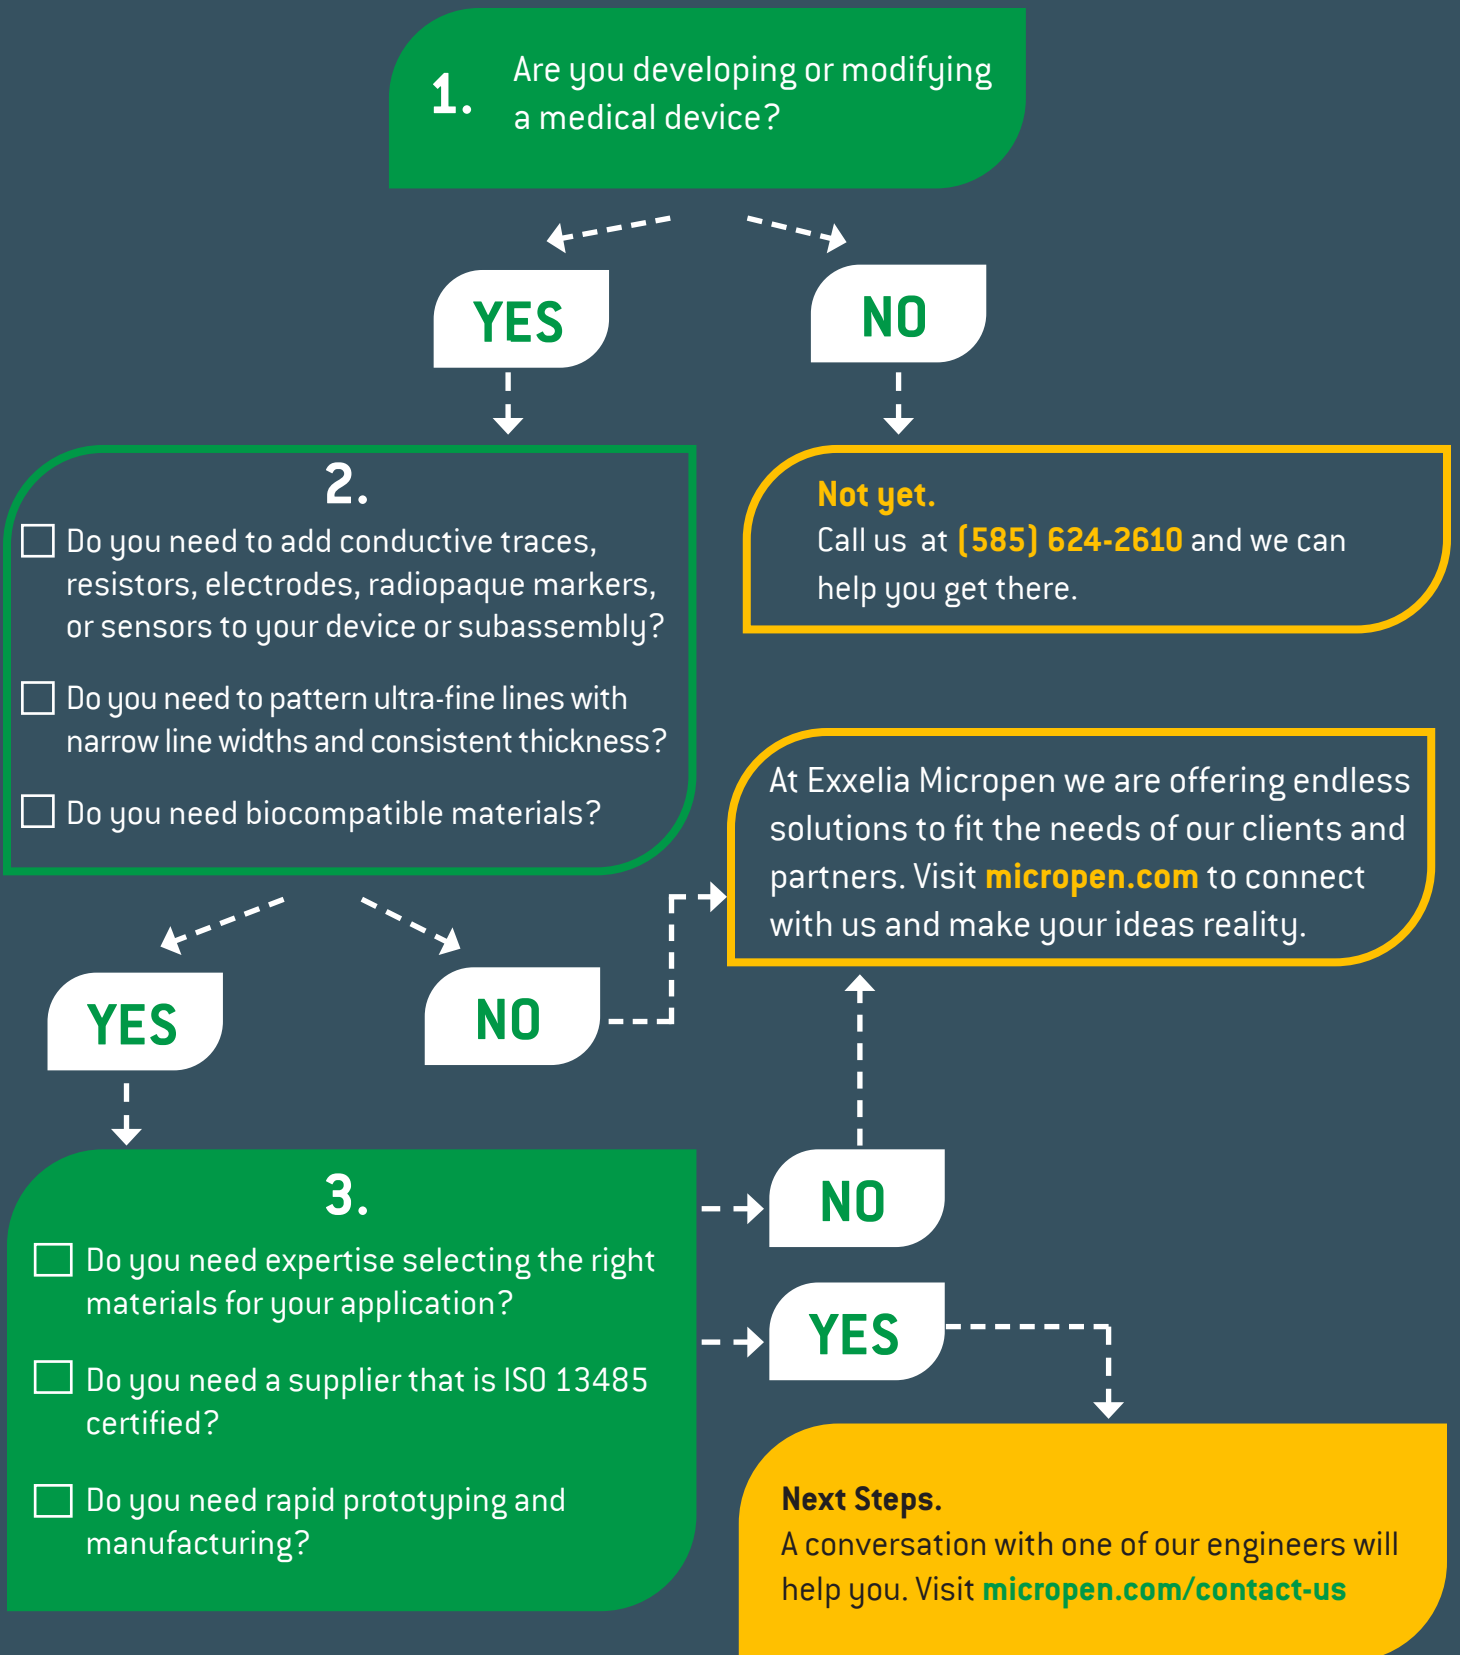 1.
Are you developing or modifying
a medical device?
YES
NO
2.
Do you need to add conductive traces,
resistors, electrodes, radiopaque markers,
or sensors to your device or subassembly?
Do you need to pattern ultra-fine lines with
narrow line widths and consistent thickness?
Do you need biocompatible materials?
Not yet.
Call us at (585) 624-2610 and we can
help you get there.
At Exxelia Micropen we are offering endless
solutions to fit the needs of our clients and
partners. Visit micropen.com to connect
with us and make your ideas reality.
YES
NO
3.
Do you need expertise selecting the right
materials for your application?
Do you need a supplier that is ISO 13485
certified?
Do you need rapid prototyping and
manufacturing?
NO
YES
Next Steps.
A conversation with one of our engineers will
help you. Visit micropen.com/contact-us